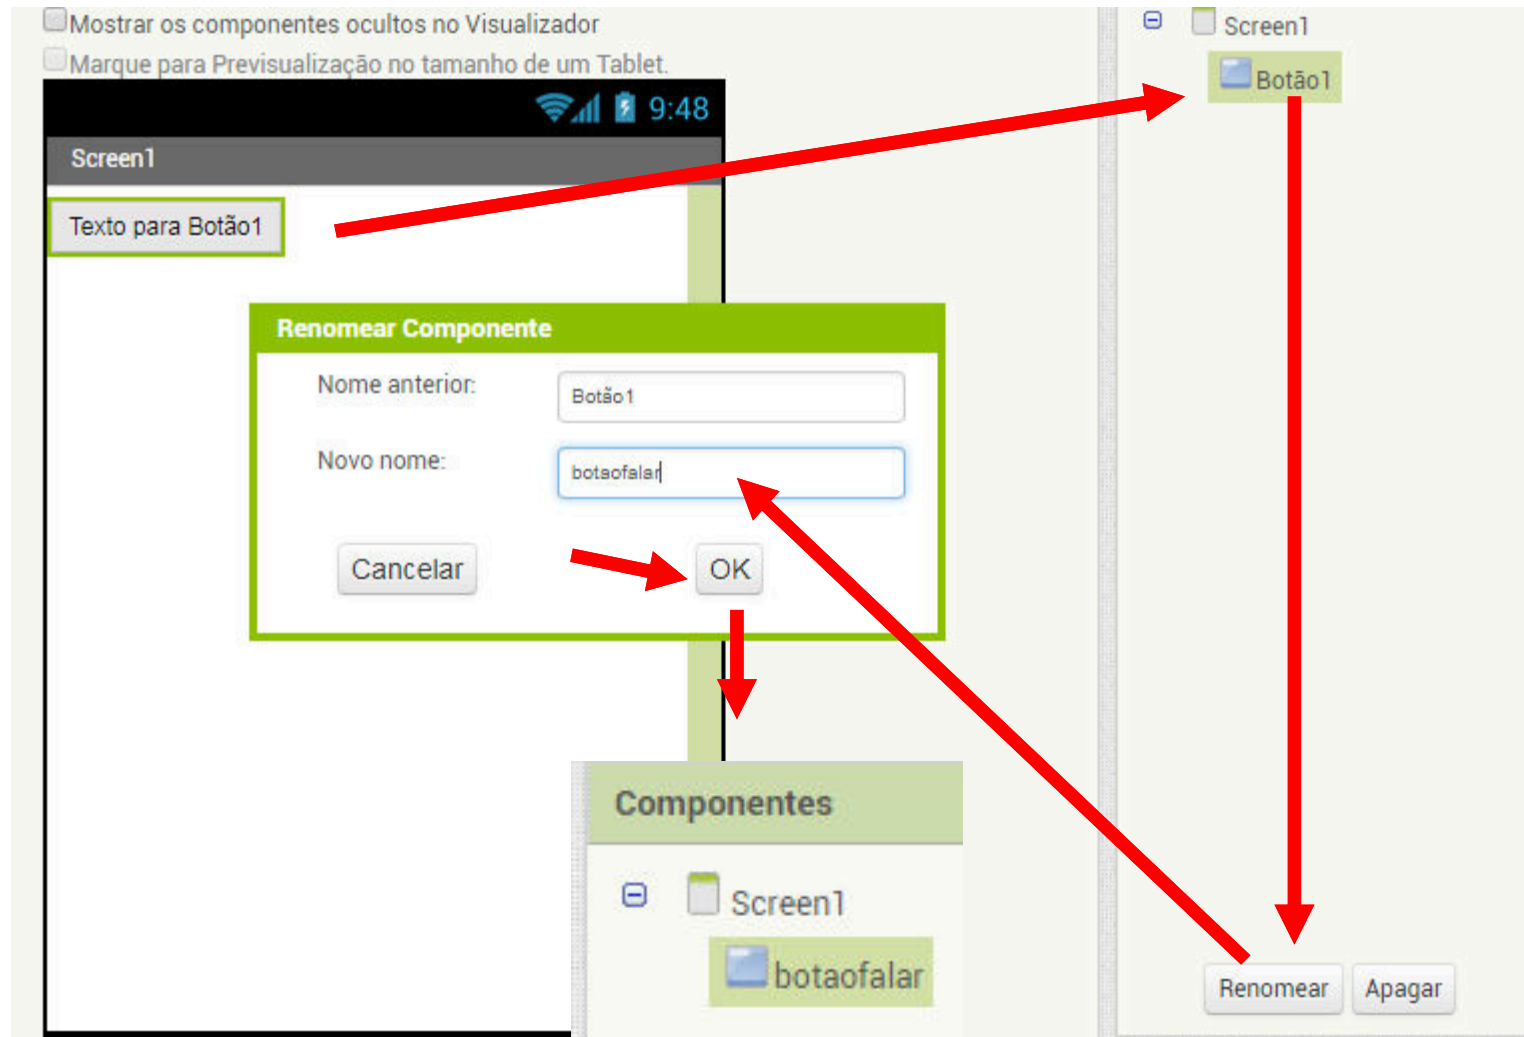 Mostrar os componentes ocultos no Visualizador
Marque para Previsualização no tamanho de um Tablet.
9:48
Screen1
Texto para Botão1
Renomear Componente
Nome anterior:
Botão1
Novo nome:
botaofalar
Cancelar
OK
Componentes
Screen1
botaofalar
Screen1
Botão1
Renomear
Apagar